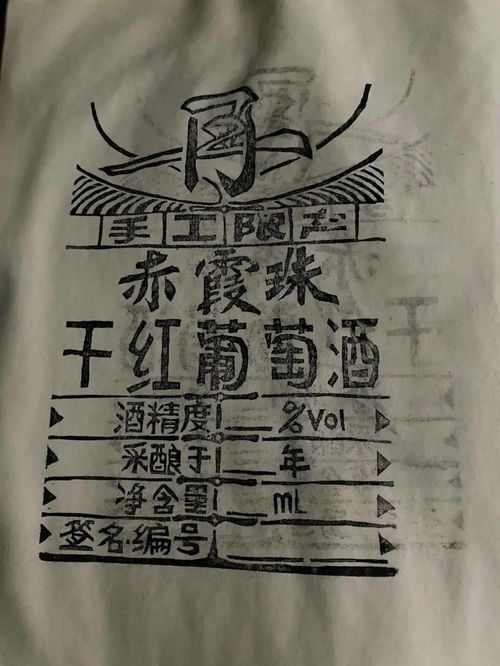 手工限产
赤霞珠
干红葡萄酒
酒精度 %Vol
采酿于 年
净含量 mL
登名·编号